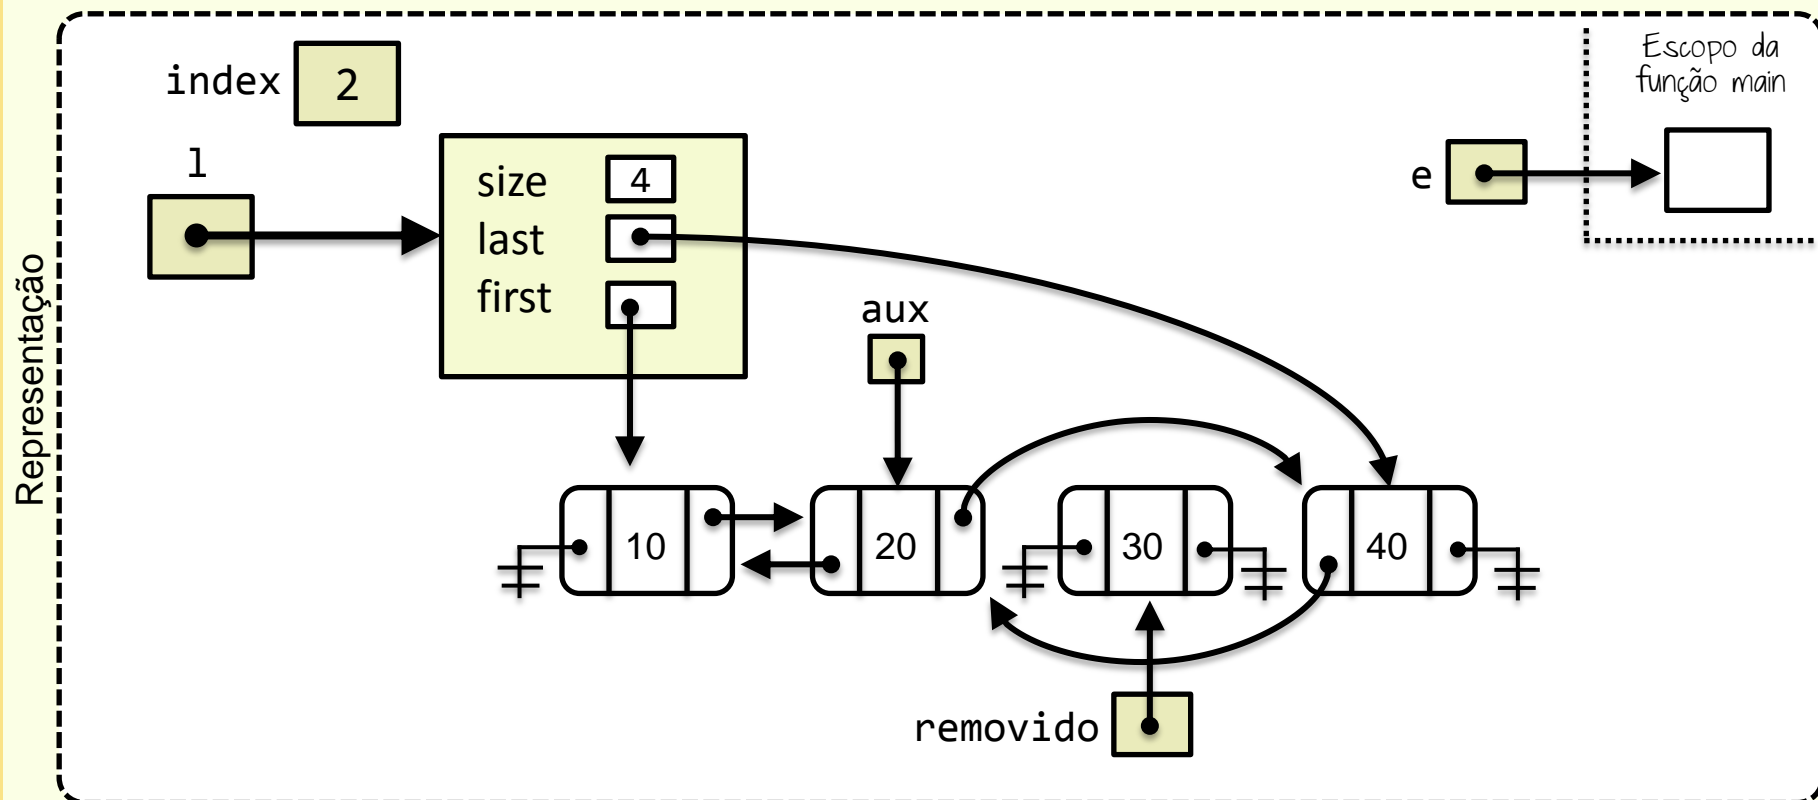 Escopo da
função main
index
2
l
size
4
last
first
e
aux
10
20
30
40
removido
Representação